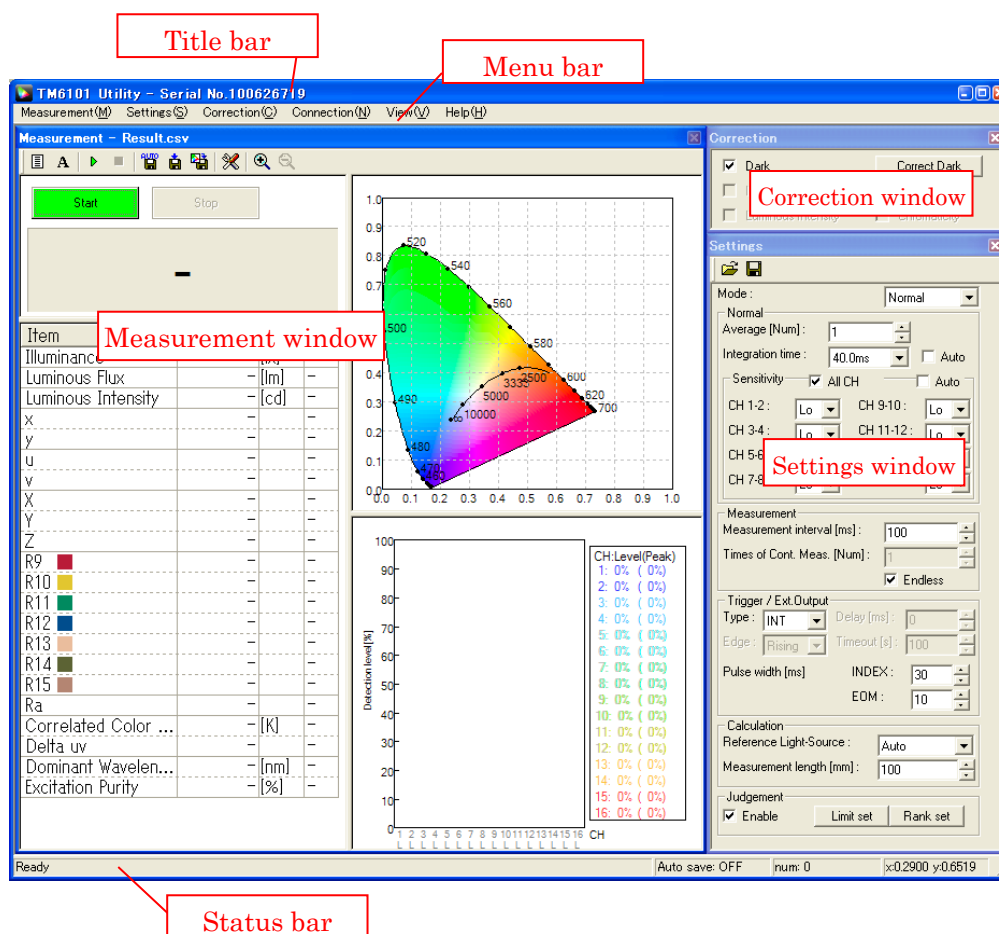 Title bar
Menu bar
TM6101 Utility - Serial No.100626719
Measurement(M) Settings(S) Correction(C) Connection(N) View(V) Help(H)
Measurement - Result.csv
A
AUTO
Start
Stop
-
Measurement window
Item
Illuminance - -
Luminous Flux - [lm] -
Luminous Intensity - [cd] -
x - -
y - -
u - -
v - -
X - -
Y - -
Z - -
R9 - -
R10 - -
R11 - -
R12 - -
R13 - -
R14 - -
R15 - -
Ra - -
Correlated Color ... - [K] -
Delta uv - -
Dominant Wavelen... - [nm] -
Excitation Purity - [%] -
1.0
0.9
0.7
0.4
0.3
0.2
0.1
0.0
0.0 0.1 0.2 0.3 0.4 0.5 0.6 0.7 0.8 0.9 1.0
520
540
560
500
580
600
620
700
490
480
470
2500
3333
5000
10000
∞
100
90
80
70
60
50
40
30
20
10
0
Detection level[%]
1 2 3 4 5 6 7 8 9 10 11 12 13 14 15 16 CH
L L L L L L L L L L L L L L L L
CH:Level(Peak)
1: 0% ( 0%)
2: 0% ( 0%)
3: 0% ( 0%)
4: 0% ( 0%)
5: 0% ( 0%)
6: 0% ( 0%)
7: 0% ( 0%)
8: 0% ( 0%)
9: 0% ( 0%)
10: 0% ( 0%)
11: 0% ( 0%)
12: 0% ( 0%)
13: 0% ( 0%)
14: 0% ( 0%)
15: 0% ( 0%)
16: 0% ( 0%)
Correction
Dark
Correct Dark
Correction window
Luminous Intensity
Chromaticity
Settings
Mode : Normal
Normal
Average [Num] : 1
Integration time : 40.0ms Auto
Sensitivity All CH Auto
CH 1-2 : Lo CH 9-10 : Lo
CH 3-4 : Lo CH 11-12 : Lo
CH 5-6
Settings window
CH 7-8
Measurement
Measurement interval [ms] : 100
Times of Cont. Meas. [Num] : 1
Endless
Trigger / Ext.Output
Type : INT Delay [ms] : 0
Edge : Rising Timeout [s] : 100
Pulse width [ms] INDEX : 30
EOM : 10
Calculation
Reference Light-Source : Auto
Measurement length [mm] : 100
Judgement
Enable Limit set Rank set
Ready Auto save: OFF num: 0 x:0.2900 y:0.6519
Status bar